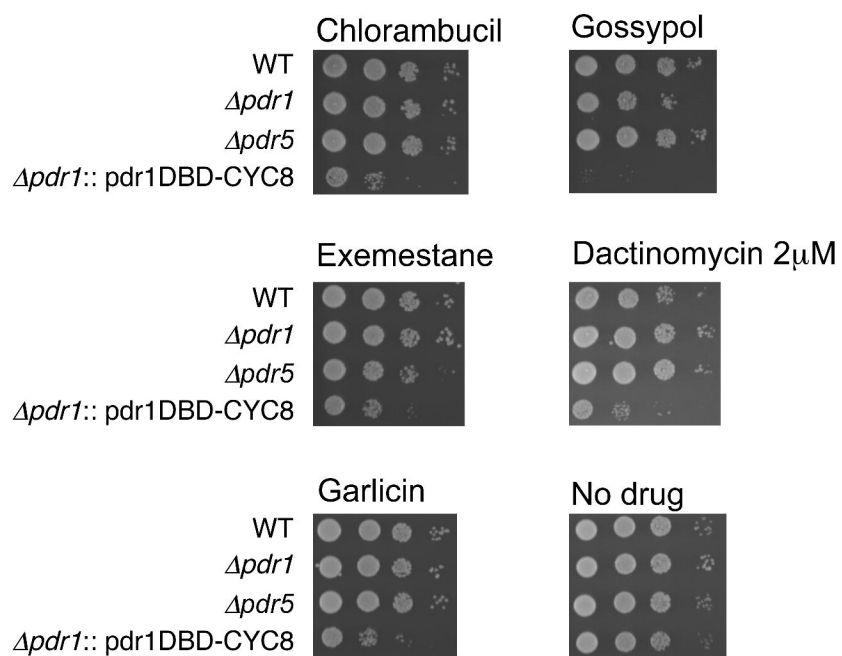 Chlorambucil Gossypol
WT
Δpdr1
Δpdr5
Δpdr1:: pdr1DBD-CYC8
Exemestane Dactinomycin 2μM
WT
Δpdr1
Δpdr5
Δpdr1:: pdr1DBD-CYC8
Garlicin No drug
WT
Δpdr1
Δpdr5
Δpdr1:: pdr1DBD-CYC8